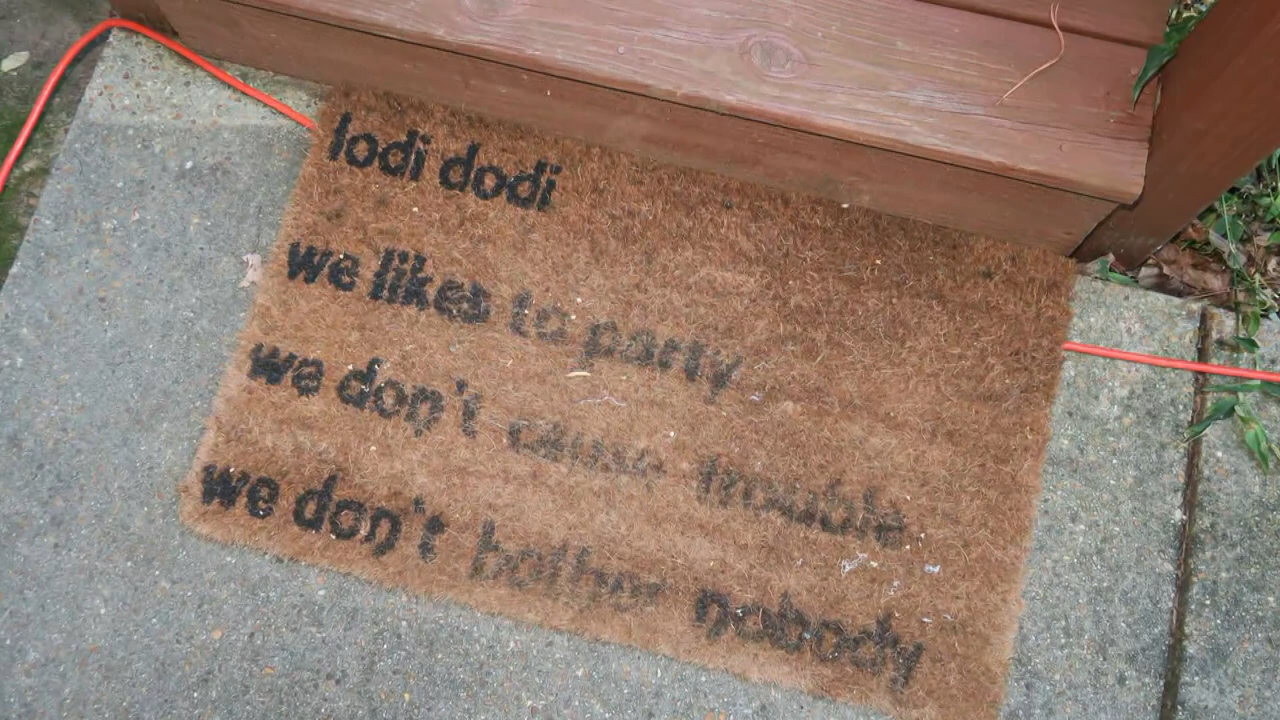 lodi dodi
we likes to party
we don't cause trouble
we don't bother nobody